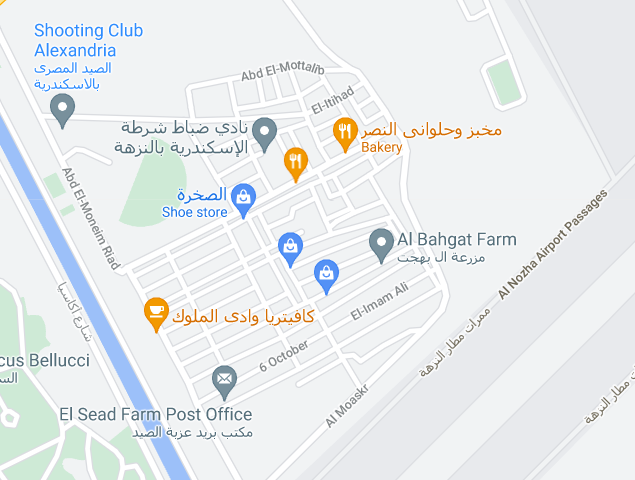 Shooting Club
Alexandria
الصيد المصرى
بالاسكندرية
Abd El-Mottalib
El-Itihad
نادي ضباط شرطة
الإسكندرية بالنزهة
مخبز وحلوانى النصر
Bakery
Abd El-Moneim Riad
الصخرة
Shoe store
Al Nozha Airport Passages
Al Bahgat Farm
مزرعة ال بهجت
شارع أكاسيا
El-Imam Ali
كافيتريا وادى الملوك
ممرات مطار النزهة
6 October
cus Bellucci
الس
Al Moaskr
El Sead Farm Post Office
مكتب بريد عزبة الصيد
ممرات مطار النزهة